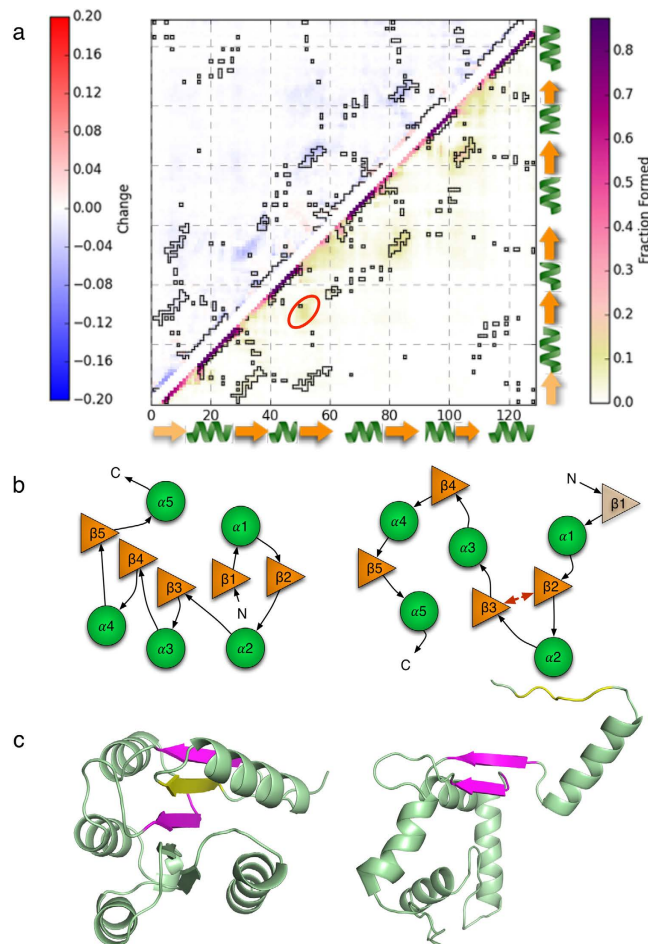 a
0.20
0.16
0.12
0.08
0.04
0.00
−0.04
−0.08
−0.12
−0.16
−0.20
Change
0 20 40 60 80 100 120
0.8
0.7
0.6
0.5
0.4
0.3
0.2
0.1
0.0
Fraction Formed
b
C
α5
β5
β4
β3
α1
β1
β2
N
α4
α3
α2
β4
N
β1
α4
α3
α1
β5
β3
β2
α5
α2
C
c